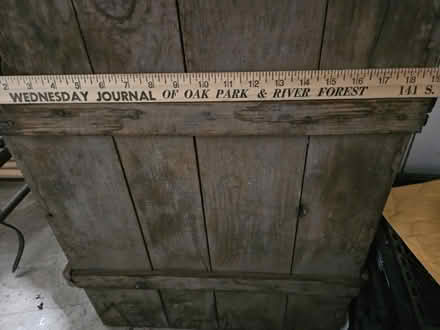 2 3 4 5 6 7 8 9 10 11 12 13 14 15 16 17 18
WEDNESDAY JOURNAL OF OAK PARK & RIVER FOREST 141 S.